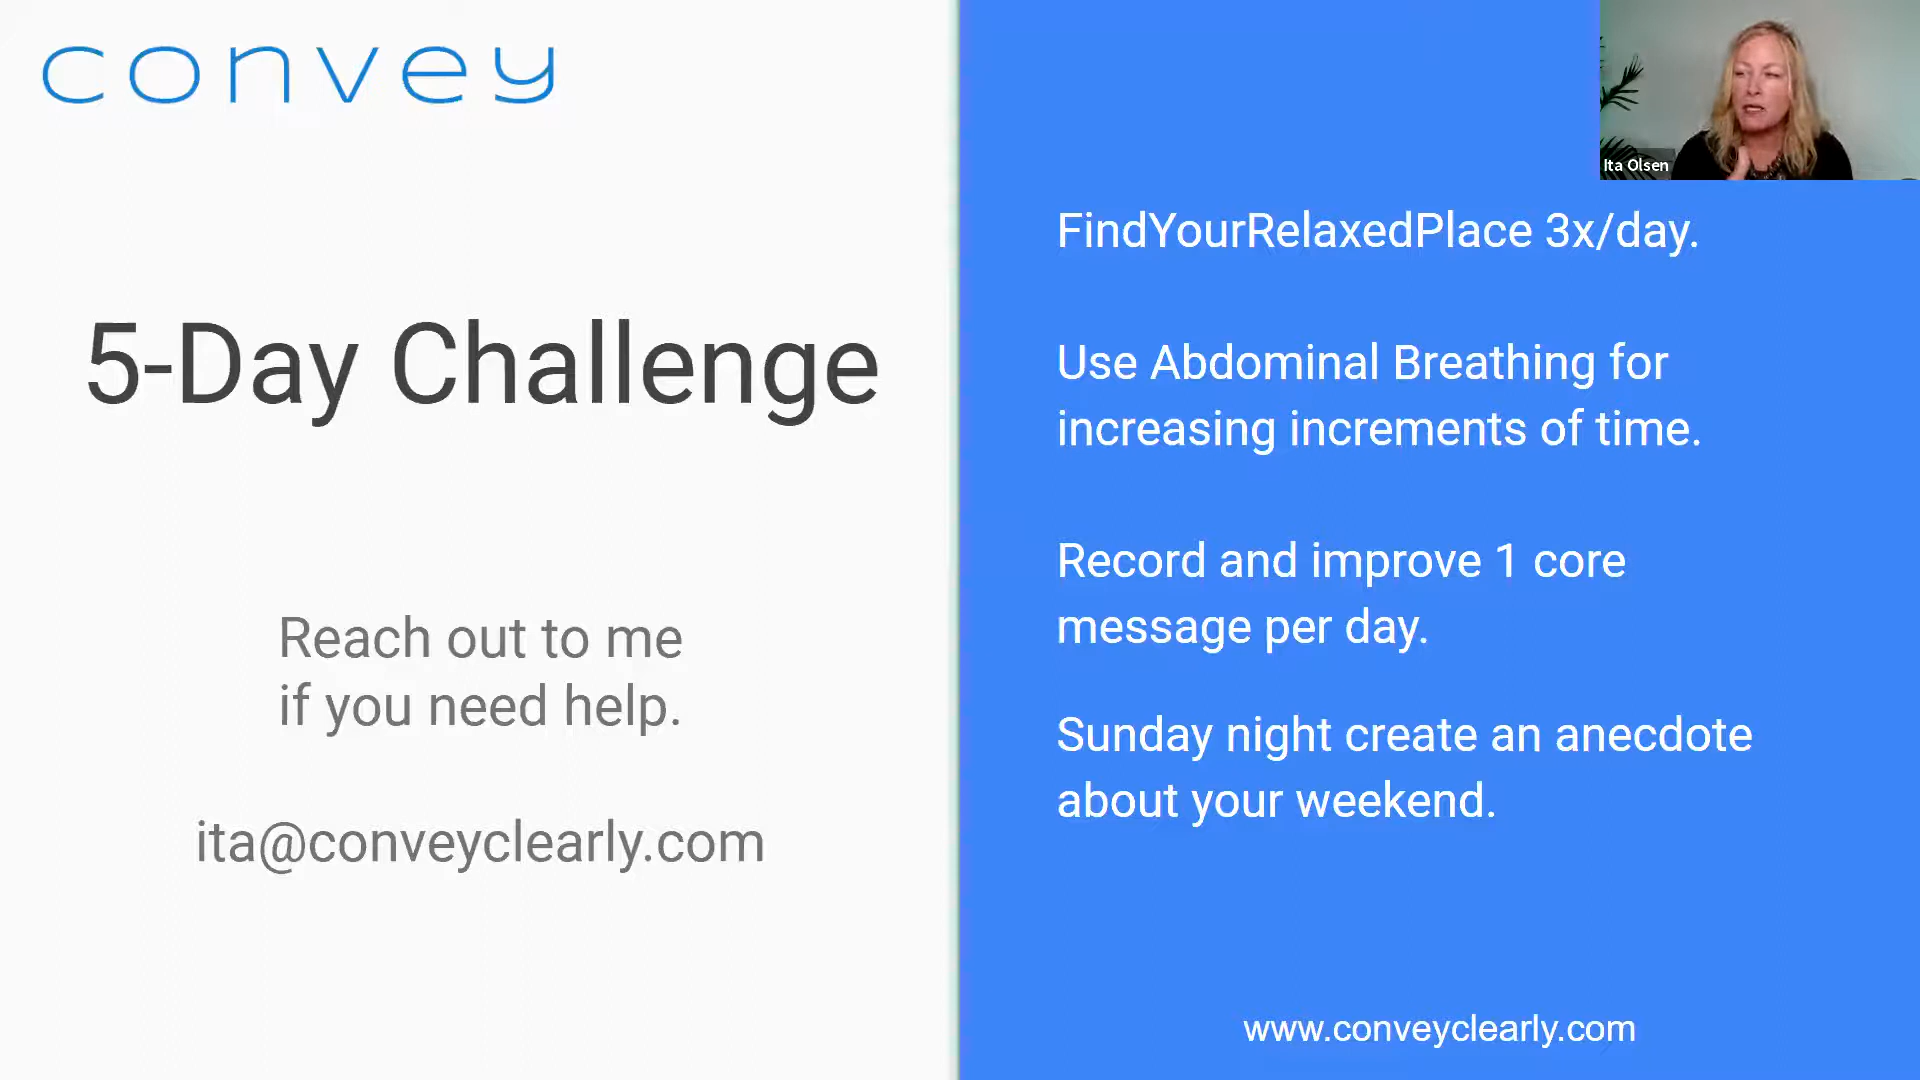 convey
5-Day Challenge
Reach out to me
if you need help.
ita@conveyclearly.com
Ita Olsen
FindYourRelaxedPlace 3x/day.
Use Abdominal Breathing for
increasing increments of time.
Record and improve 1 core
message per day.
Sunday night create an anecdote
about your weekend.
www.conveyclearly.com